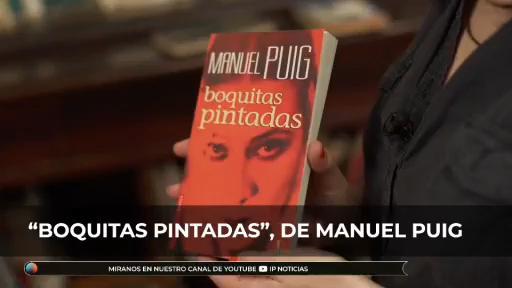 MANUEL PUIG
boquitas
pintadas
“BOQUITAS PINTADAS”, DE MANUEL PUIG
MIRANOS EN NUESTRO CANAL DE YOUTUBE IP NOTICIAS